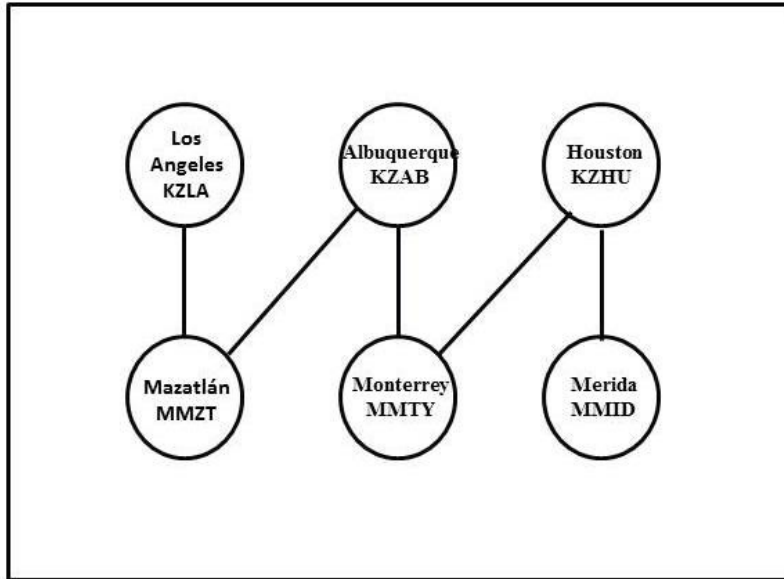 Los
Angeles
KZLA
Albuquerque
KZAB
Houston
KZHU
Mazatlán
MMZT
Monterrey
MMTY
Merida
MMID